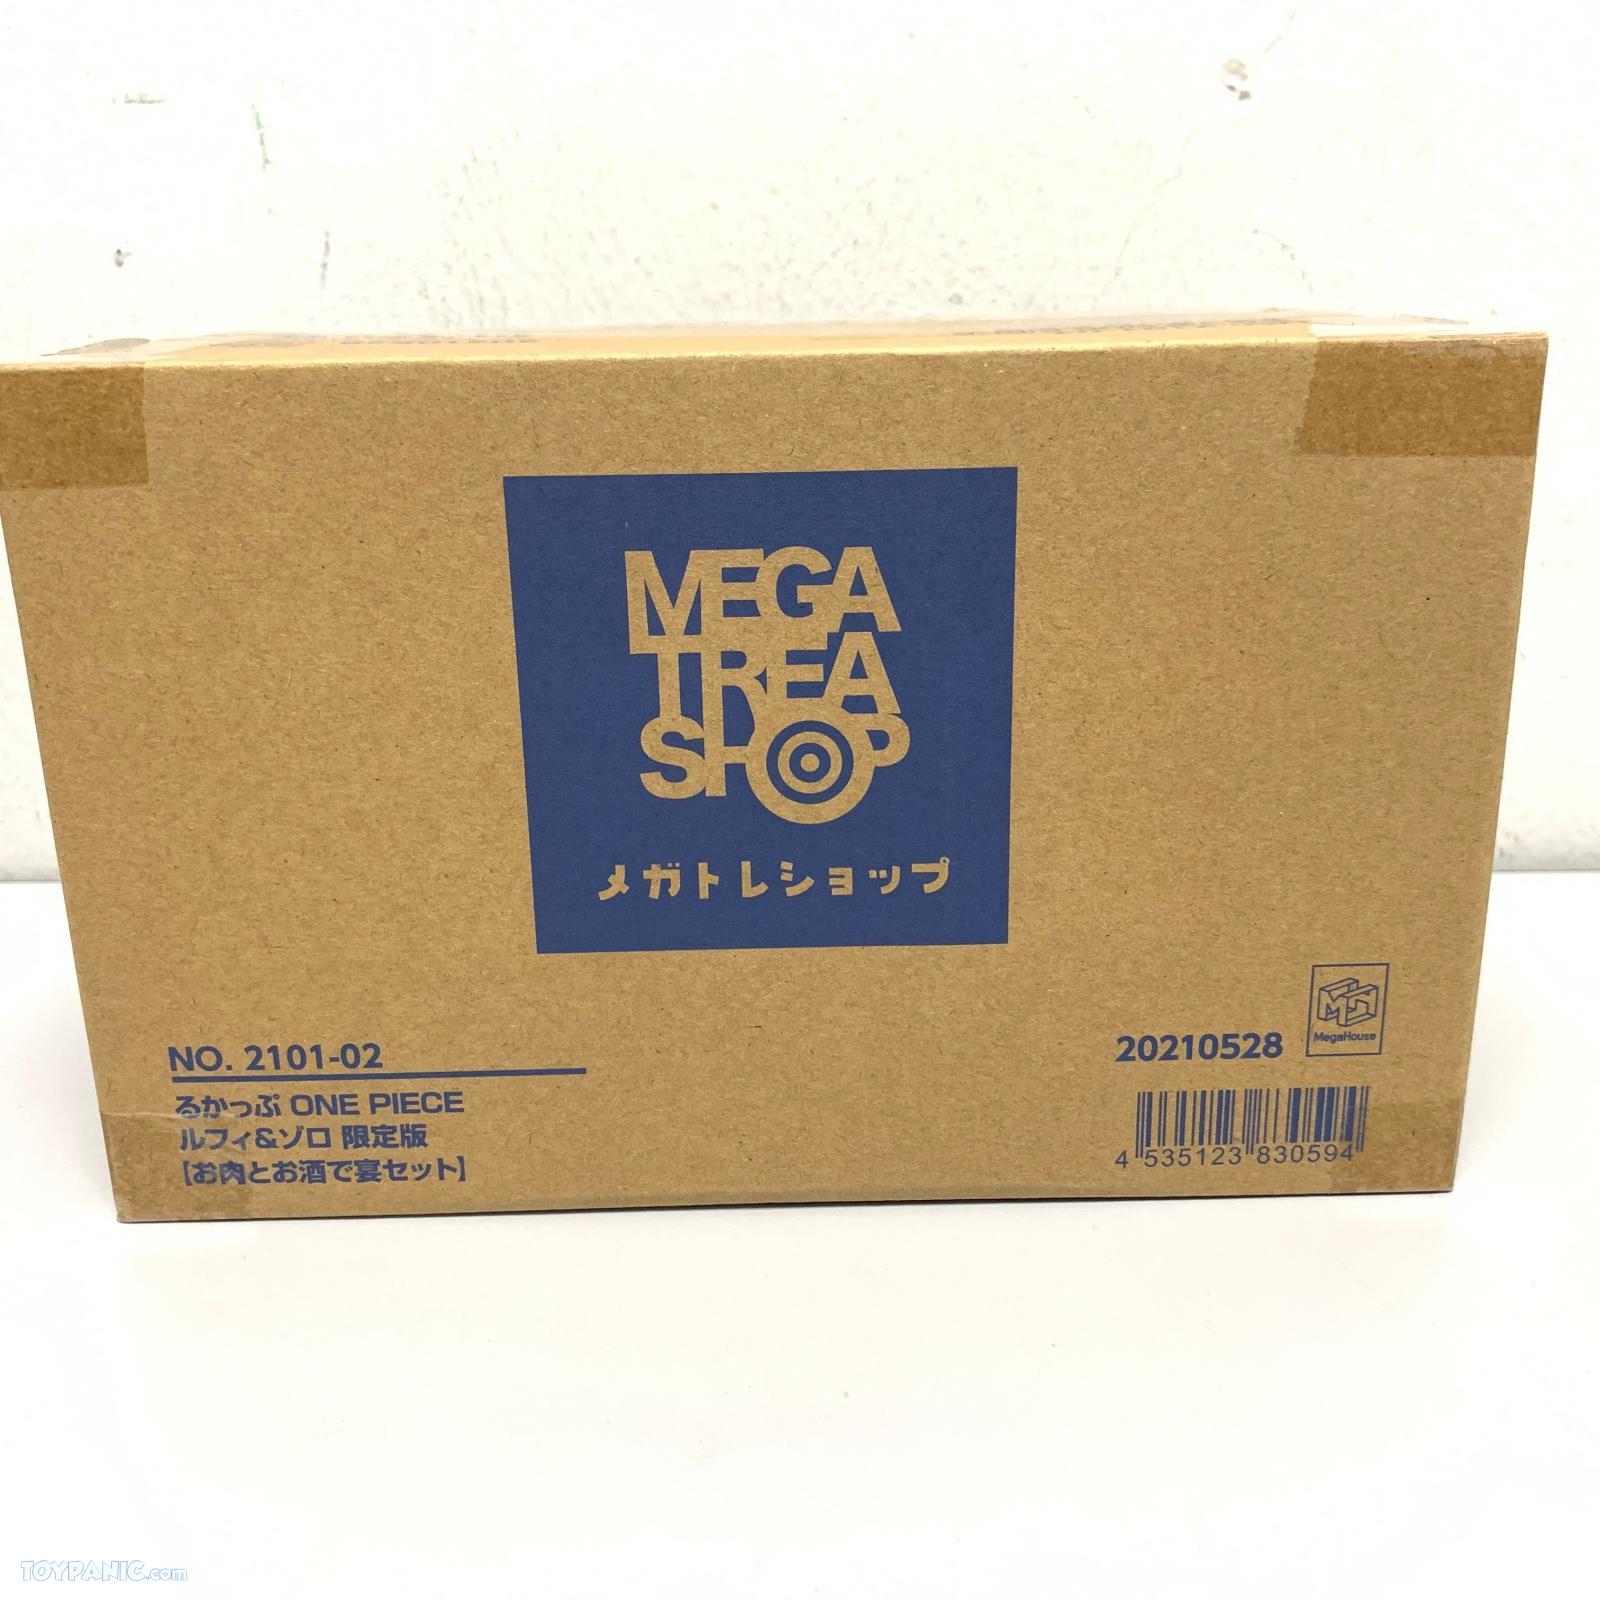 MEGA
TREA
SHOP
メガトレショップ
NO. 2101-02
るかっぷ ONE PIECE
ルフィ&ゾロ 限定版
【お肉とお酒で宴セット】
20210528
MegaHouse
4 535123 830594
TOYPANIC.com